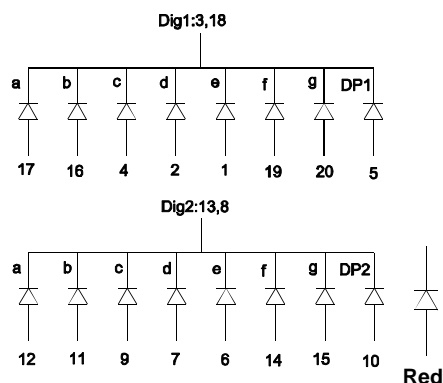 Dig1:3,18
a b c d e f g DP1
17 16 4 2 1 19 20 5
Dig2:13,8
a b c d e f g DP2
12 11 9 7 6 14 15 10
Red